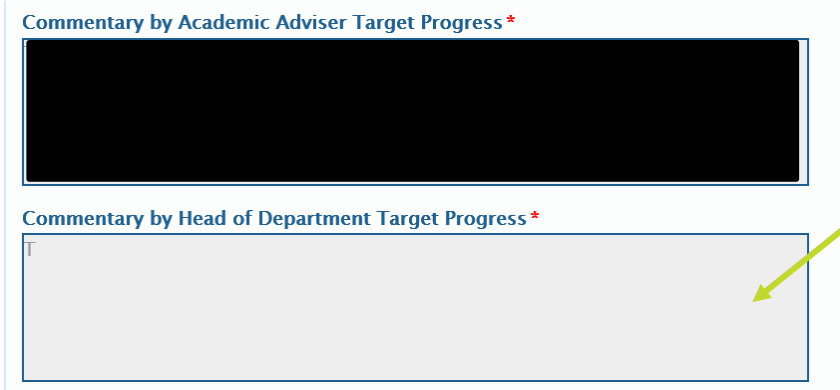 Commentary by Academic Adviser Target Progress*
Commentary by Head of Department Target Progress*
T